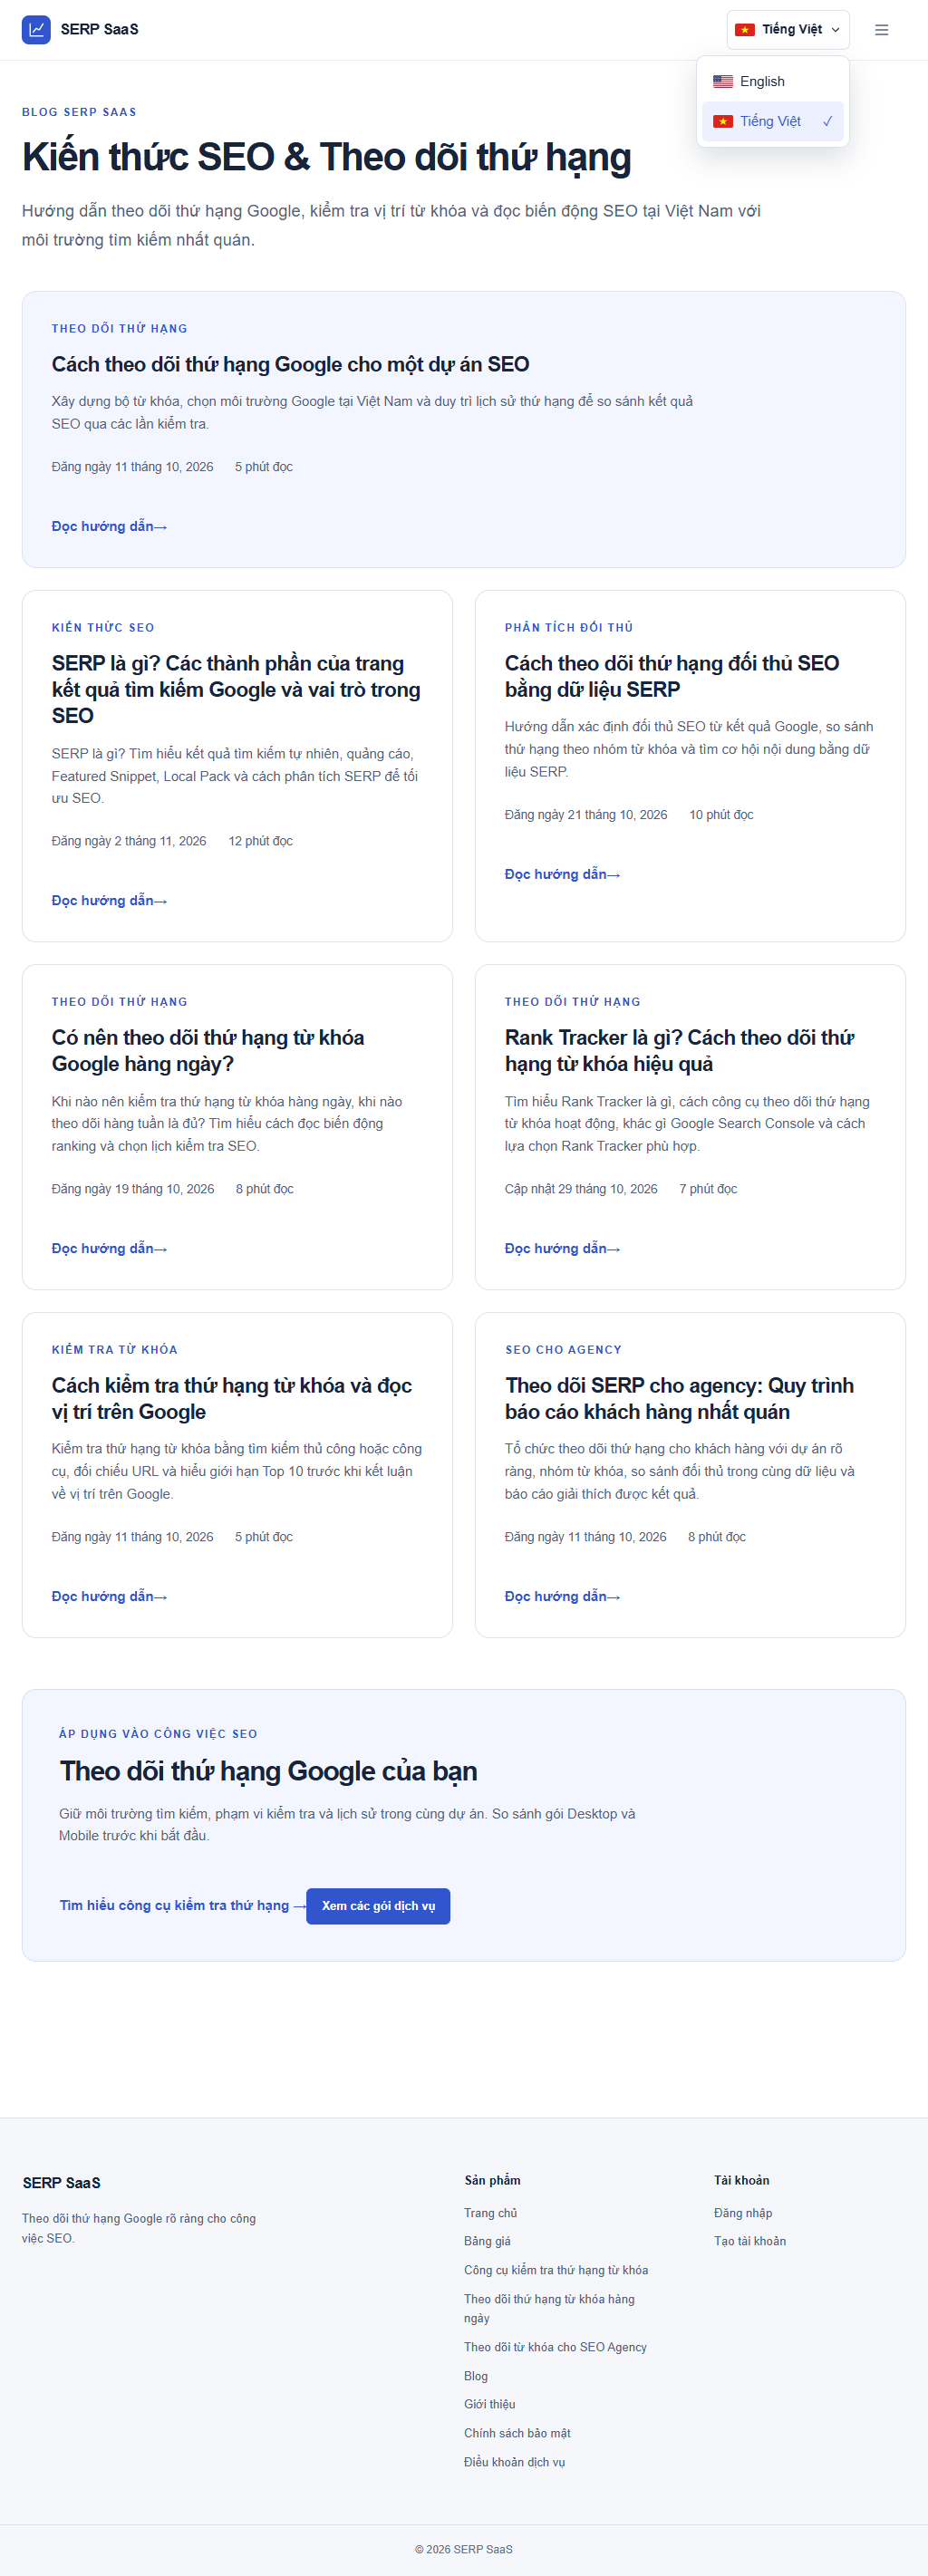 SERP SaaS
Tiếng Việt
English
Tiếng Việt
BLOG SERP SAAS
Kiến thức SEO & Theo dõi thứ hạng
Hướng dẫn theo dõi thứ hạng Google, kiểm tra vị trí từ khóa và đọc biến động SEO tại Việt Nam với
môi trường tìm kiếm nhất quán.
THEO DÕI THỨ HẠNG
Cách theo dõi thứ hạng Google cho một dự án SEO
Xây dựng bộ từ khóa, chọn môi trường Google tại Việt Nam và duy trì lịch sử thứ hạng để so sánh kết quả
SEO qua các lần kiểm tra.
Đăng ngày 11 tháng 10, 2026 5 phút đọc
Đọc hướng dẫn→
KIẾN THỨC SEO
SERP là gì? Các thành phần của trang
kết quả tìm kiếm Google và vai trò trong
SEO
SERP là gì? Tìm hiểu kết quả tìm kiếm tự nhiên, quảng cáo,
Featured Snippet, Local Pack và cách phân tích SERP để tối
ưu SEO.
Đăng ngày 2 tháng 11, 2026 12 phút đọc
Đọc hướng dẫn→
PHÂN TÍCH ĐỐI THỦ
Cách theo dõi thứ hạng đối thủ SEO
bằng dữ liệu SERP
Hướng dẫn xác định đối thủ SEO từ kết quả Google, so sánh
thứ hạng theo nhóm từ khóa và tìm cơ hội nội dung bằng dữ
liệu SERP.
Đăng ngày 21 tháng 10, 2026 10 phút đọc
Đọc hướng dẫn→
THEO DÕI THỨ HẠNG
Có nên theo dõi thứ hạng từ khóa
Google hàng ngày?
Khi nào nên kiểm tra thứ hạng từ khóa hàng ngày, khi nào
theo dõi hàng tuần là đủ? Tìm hiểu cách đọc biến động
ranking và chọn lịch kiểm tra SEO.
Đăng ngày 19 tháng 10, 2026 8 phút đọc
Đọc hướng dẫn→
THEO DÕI THỨ HẠNG
Rank Tracker là gì? Cách theo dõi thứ
hạng từ khóa hiệu quả
Tìm hiểu Rank Tracker là gì, cách công cụ theo dõi thứ hạng
từ khóa hoạt động, khác gì Google Search Console và cách
lựa chọn Rank Tracker phù hợp.
Cập nhật 29 tháng 10, 2026 7 phút đọc
Đọc hướng dẫn→
KIỂM TRA TỪ KHÓA
Cách kiểm tra thứ hạng từ khóa và đọc
vị trí trên Google
Kiểm tra thứ hạng từ khóa bằng tìm kiếm thủ công hoặc công
cụ, đối chiếu URL và hiểu giới hạn Top 10 trước khi kết luận
về vị trí trên Google.
Đăng ngày 11 tháng 10, 2026 5 phút đọc
Đọc hướng dẫn→
SEO CHO AGENCY
Theo dõi SERP cho agency: Quy trình
báo cáo khách hàng nhất quán
Tổ chức theo dõi thứ hạng cho khách hàng với dự án rõ
ràng, nhóm từ khóa, so sánh đối thủ trong cùng dữ liệu và
báo cáo giải thích được kết quả.
Đăng ngày 11 tháng 10, 2026 8 phút đọc
Đọc hướng dẫn→
ÁP DỤNG VÀO CÔNG VIỆC SEO
Theo dõi thứ hạng Google của bạn
Giữ môi trường tìm kiếm, phạm vi kiểm tra và lịch sử trong cùng dự án. So sánh gói Desktop và
Mobile trước khi bắt đầu.
Tìm hiểu công cụ kiểm tra thứ hạng →
Xem các gói dịch vụ
SERP SaaS
Theo dõi thứ hạng Google rõ ràng cho công
việc SEO.
Sản phẩm
Trang chủ
Bảng giá
Công cụ kiểm tra thứ hạng từ khóa
Theo dõi thứ hạng từ khóa hàng
ngày
Theo dõi từ khóa cho SEO Agency
Blog
Giới thiệu
Chính sách bảo mật
Điều khoản dịch vụ
Tài khoản
Đăng nhập
Tạo tài khoản
© 2026 SERP SaaS